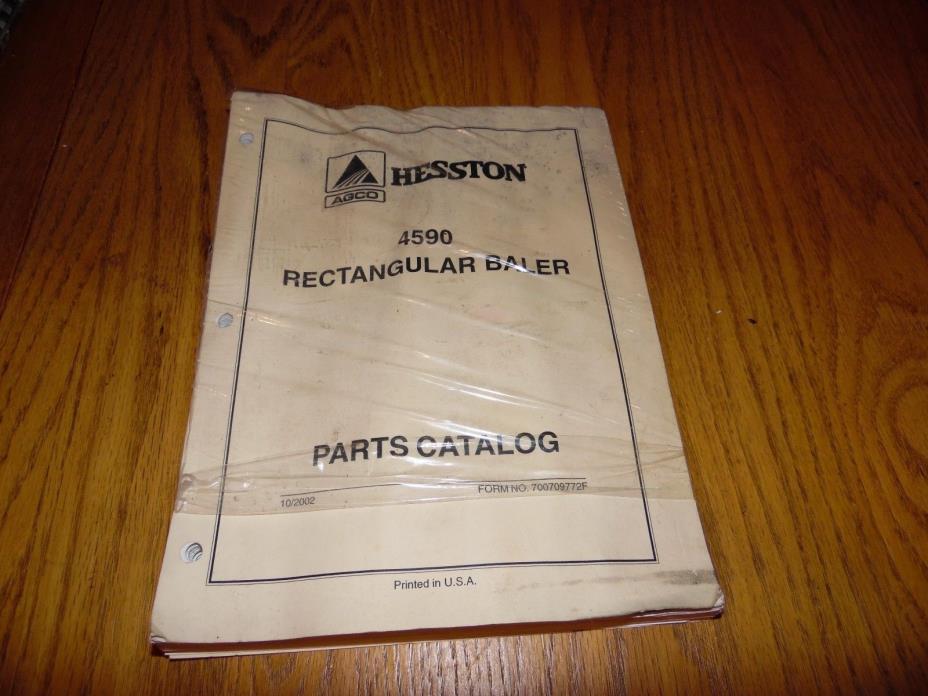 HESSTON
AGCO
4590
RECTANGULAR BALER
PARTS CATALOG
10/2002 FORM NO. 700709772F
Printed in U.S.A.